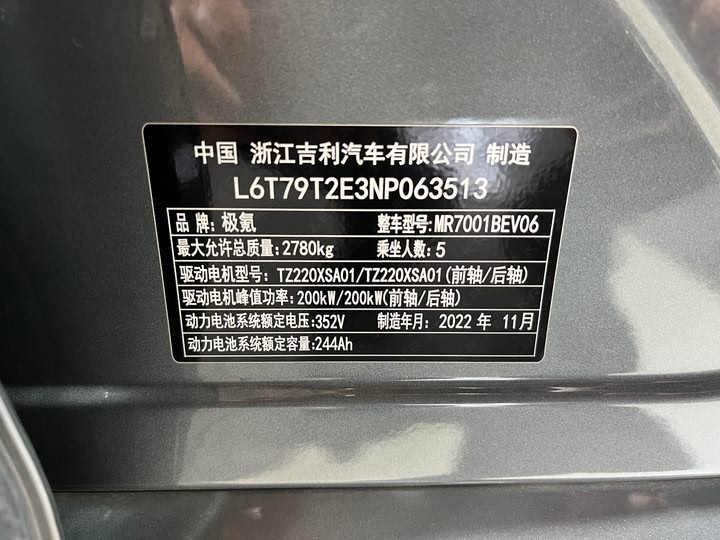 中国 浙江吉利汽车有限公司 制造
L6T79T2E3NP063513
品 牌:极氪 整车型号:MR7001BEV06
最大允许总质量:2780kg 乘坐人数:5
驱动电机型号: TZ220XSA01/TZ220XSA01(前轴/后轴)
驱动电机峰值功率:200kW/200kW(前轴/后轴)
动力电池系统额定电压:352V 制造年月: 2022 年 11月
动力电池系统额定容量:244Ah